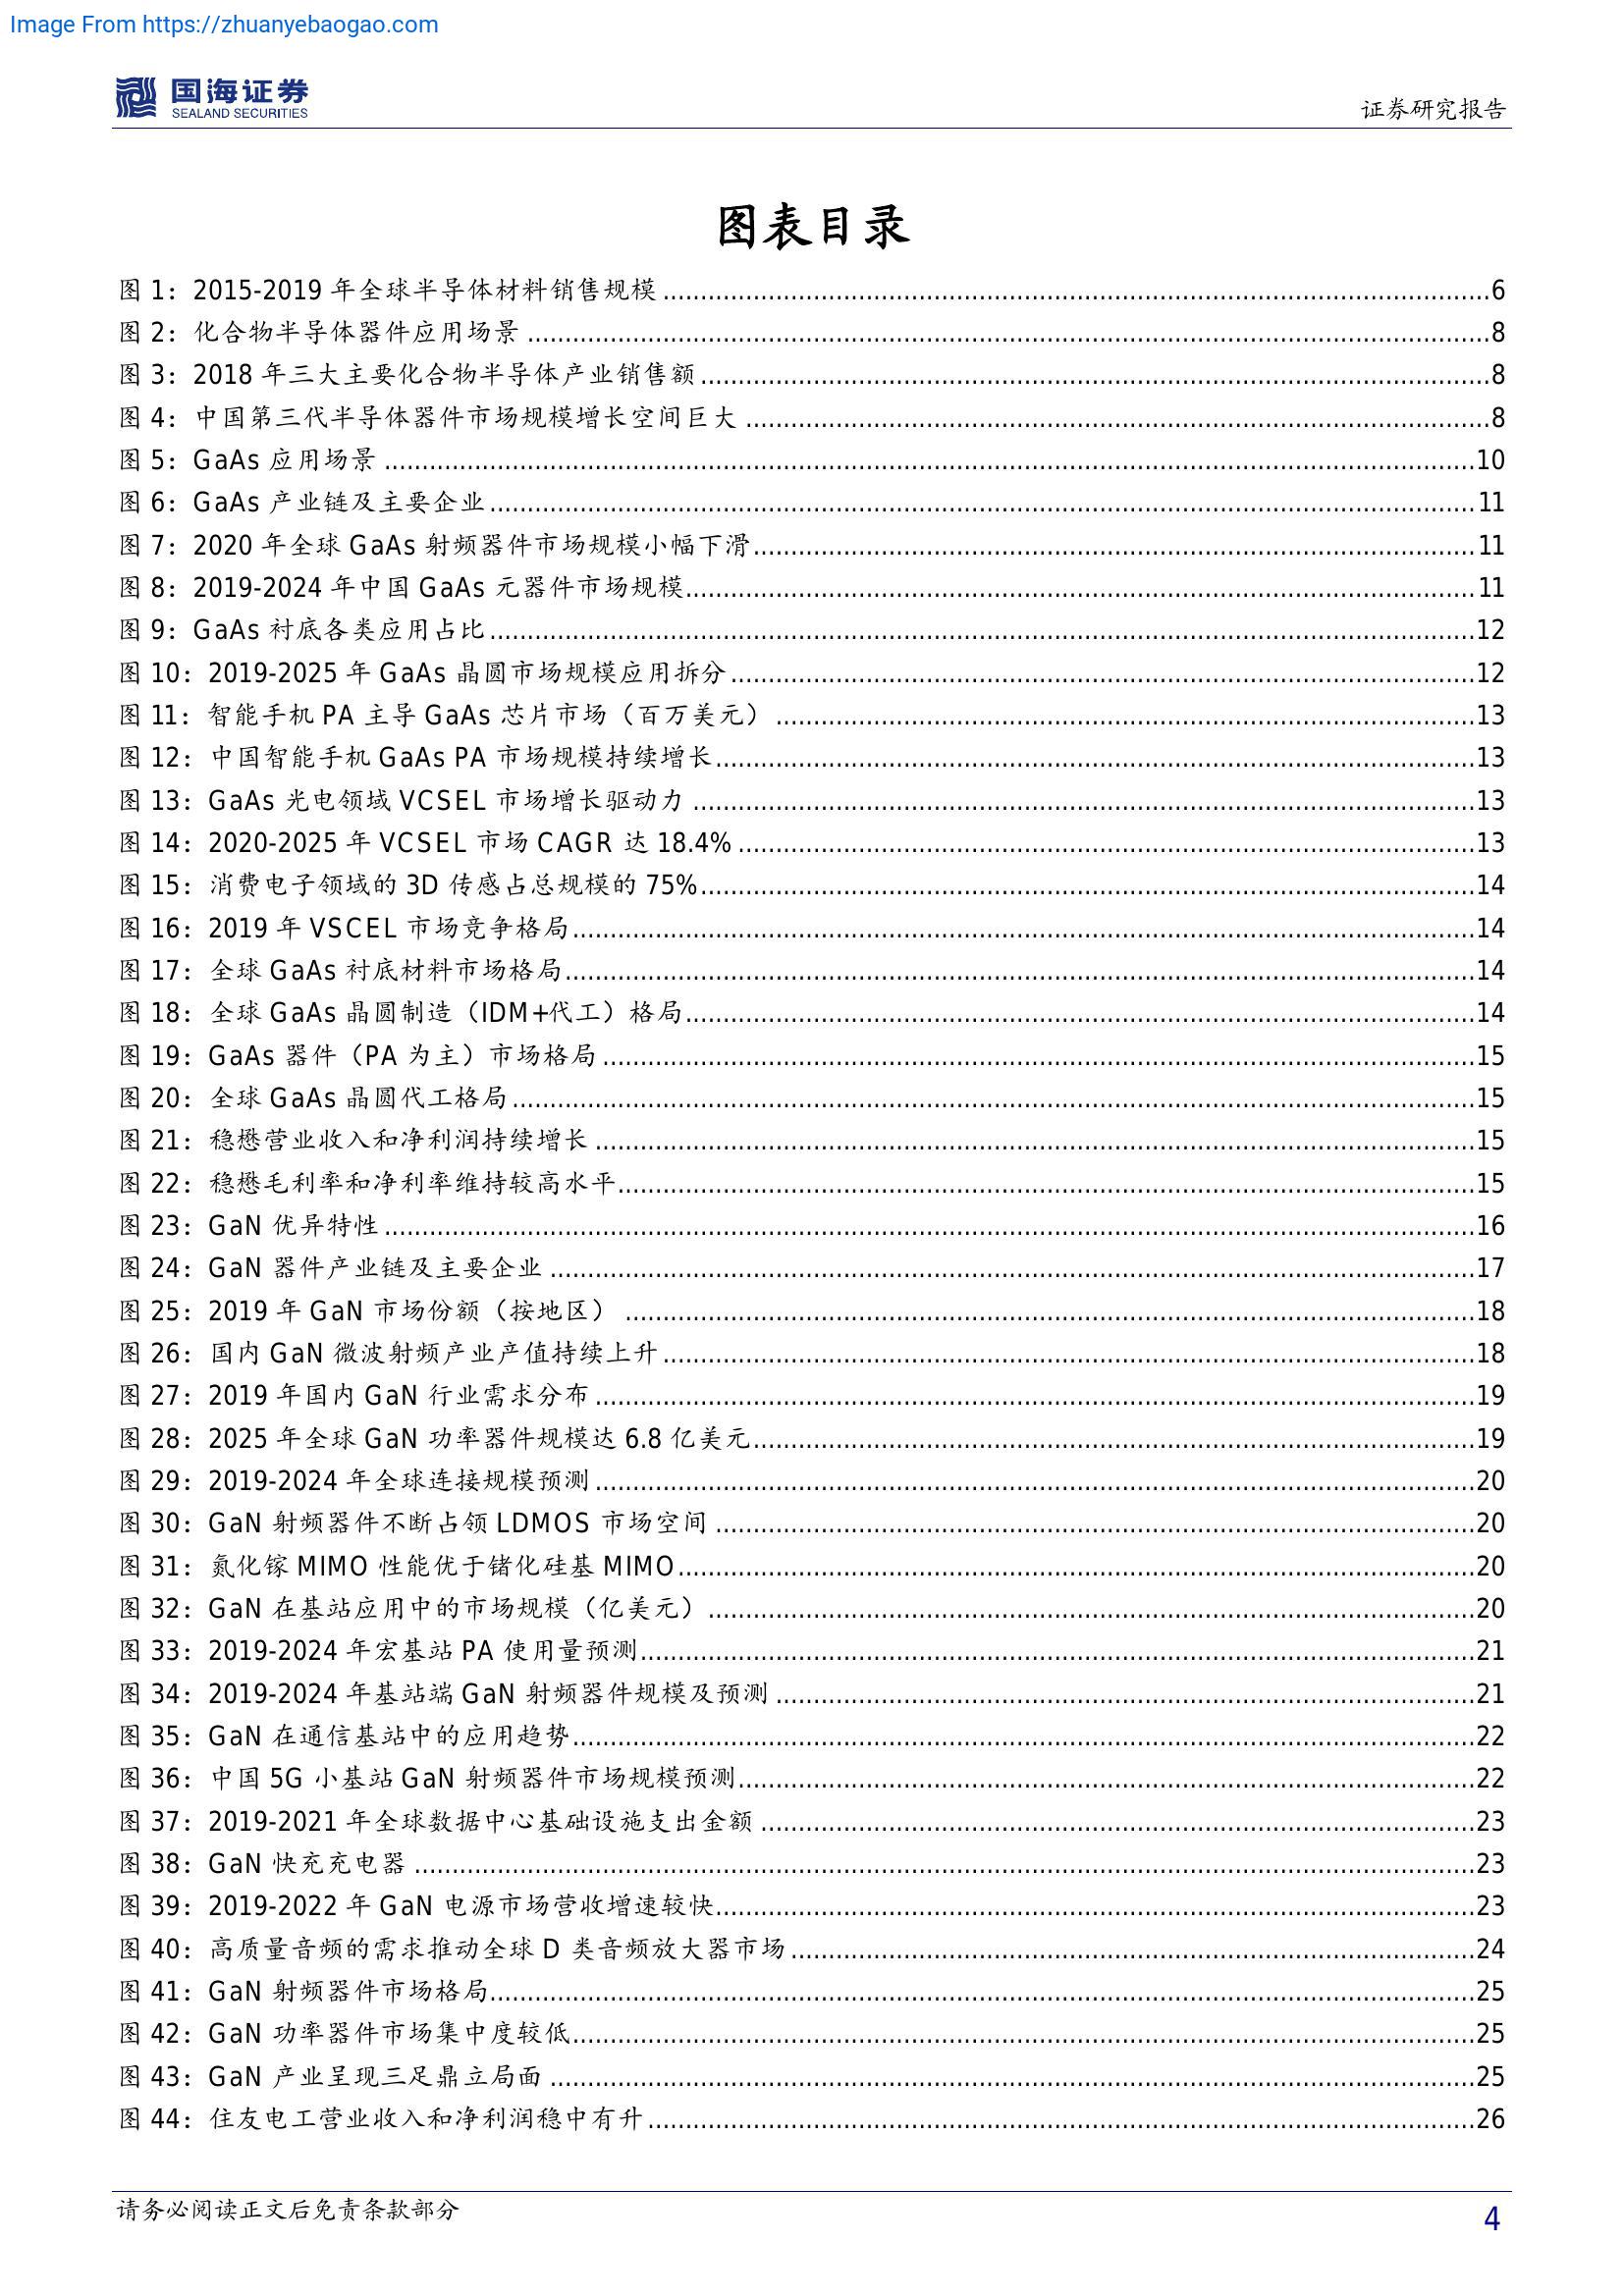 Image From https://zhuanyebaogao.com
国海证券
SEALAND SECURITIES
证券研究报告
图表目录
图 1：2015-2019 年全球半导体材料销售规模........6
图 2：化合物半导体器件应用场景........8
图 3：2018 年三大主要化合物半导体产业销售额........8
图 4：中国第三代半导体器件市场规模增长空间巨大........8
图 5：GaAs 应用场景........10
图 6：GaAs 产业链及主要企业........11
图 7：2020 年全球 GaAs 射频器件市场规模小幅下滑........11
图 8：2019-2024 年中国 GaAs 元器件市场规模........11
图 9：GaAs 衬底各类应用占比........12
图 10：2019-2025 年 GaAs 晶圆市场规模应用拆分........12
图 11：智能手机 PA 主导 GaAs 芯片市场（百万美元）........13
图 12：中国智能手机 GaAs PA 市场规模持续增长........13
图 13：GaAs 光电领域 VCSEL 市场增长驱动力........13
图 14：2020-2025 年 VCSEL 市场 CAGR 达 18.4%........13
图 15：消费电子领域的 3D 传感占总规模的 75%........14
图 16：2019 年 VSCEL 市场竞争格局........14
图 17：全球 GaAs 衬底材料市场格局........14
图 18：全球 GaAs 晶圆制造（IDM+代工）格局........14
图 19：GaAs 器件（PA 为主）市场格局........15
图 20：全球 GaAs 晶圆代工格局........15
图 21：稳懋营业收入和净利润持续增长........15
图 22：稳懋毛利率和净利率维持较高水平........15
图 23：GaN 优异特性........16
图 24：GaN 器件产业链及主要企业........17
图 25：2019 年 GaN 市场份额（按地区）........18
图 26：国内 GaN 微波射频产业产值持续上升........18
图 27：2019 年国内 GaN 行业需求分布........19
图 28：2025 年全球 GaN 功率器件规模达 6.8 亿美元........19
图 29：2019-2024 年全球连接规模预测........20
图 30：GaN 射频器件不断占领 LDMOS 市场空间........20
图 31：氮化镓 MIMO 性能优于锗化硅基 MIMO........20
图 32：GaN 在基站应用中的市场规模（亿美元）........20
图 33：2019-2024 年宏基站 PA 使用量预测........21
图 34：2019-2024 年基站端 GaN 射频器件规模及预测........21
图 35：GaN 在通信基站中的应用趋势........22
图 36：中国 5G 小基站 GaN 射频器件市场规模预测........22
图 37：2019-2021 年全球数据中心基础设施支出金额........23
图 38：GaN 快充充电器........23
图 39：2019-2022 年 GaN 电源市场营收增速较快........23
图 40：高质量音频的需求推动全球 D 类音频放大器市场........24
图 41：GaN 射频器件市场格局........25
图 42：GaN 功率器件市场集中度较低........25
图 43：GaN 产业呈现三足鼎立局面........25
图 44：住友电工营业收入和净利润稳中有升........26
请务必阅读正文后免责条款部分
4